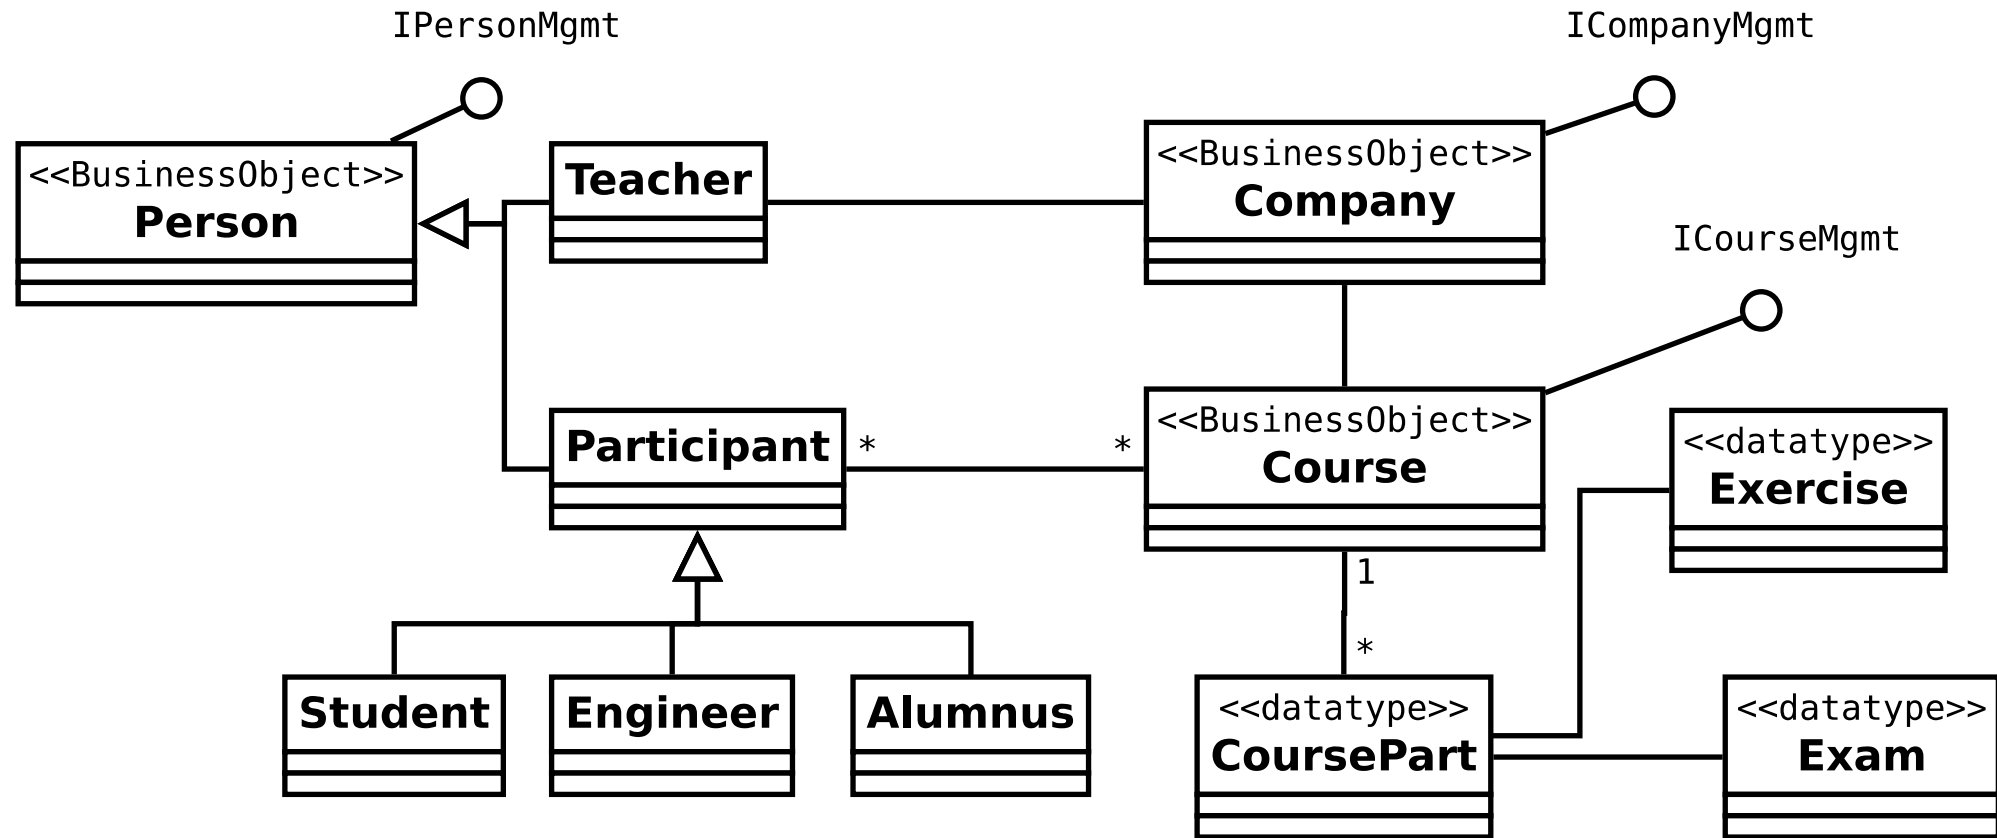 IPersonMgmt
ICompanyMgmt
<<BusinessObject>>
Person
Teacher
<<BusinessObject>>
Company
ICourseMgmt
Participant
*
*
<<BusinessObject>>
Course
<<datatype>>
Exercise
1
*
Student
Engineer
Alumnus
<<datatype>>
CoursePart
<<datatype>>
Exam